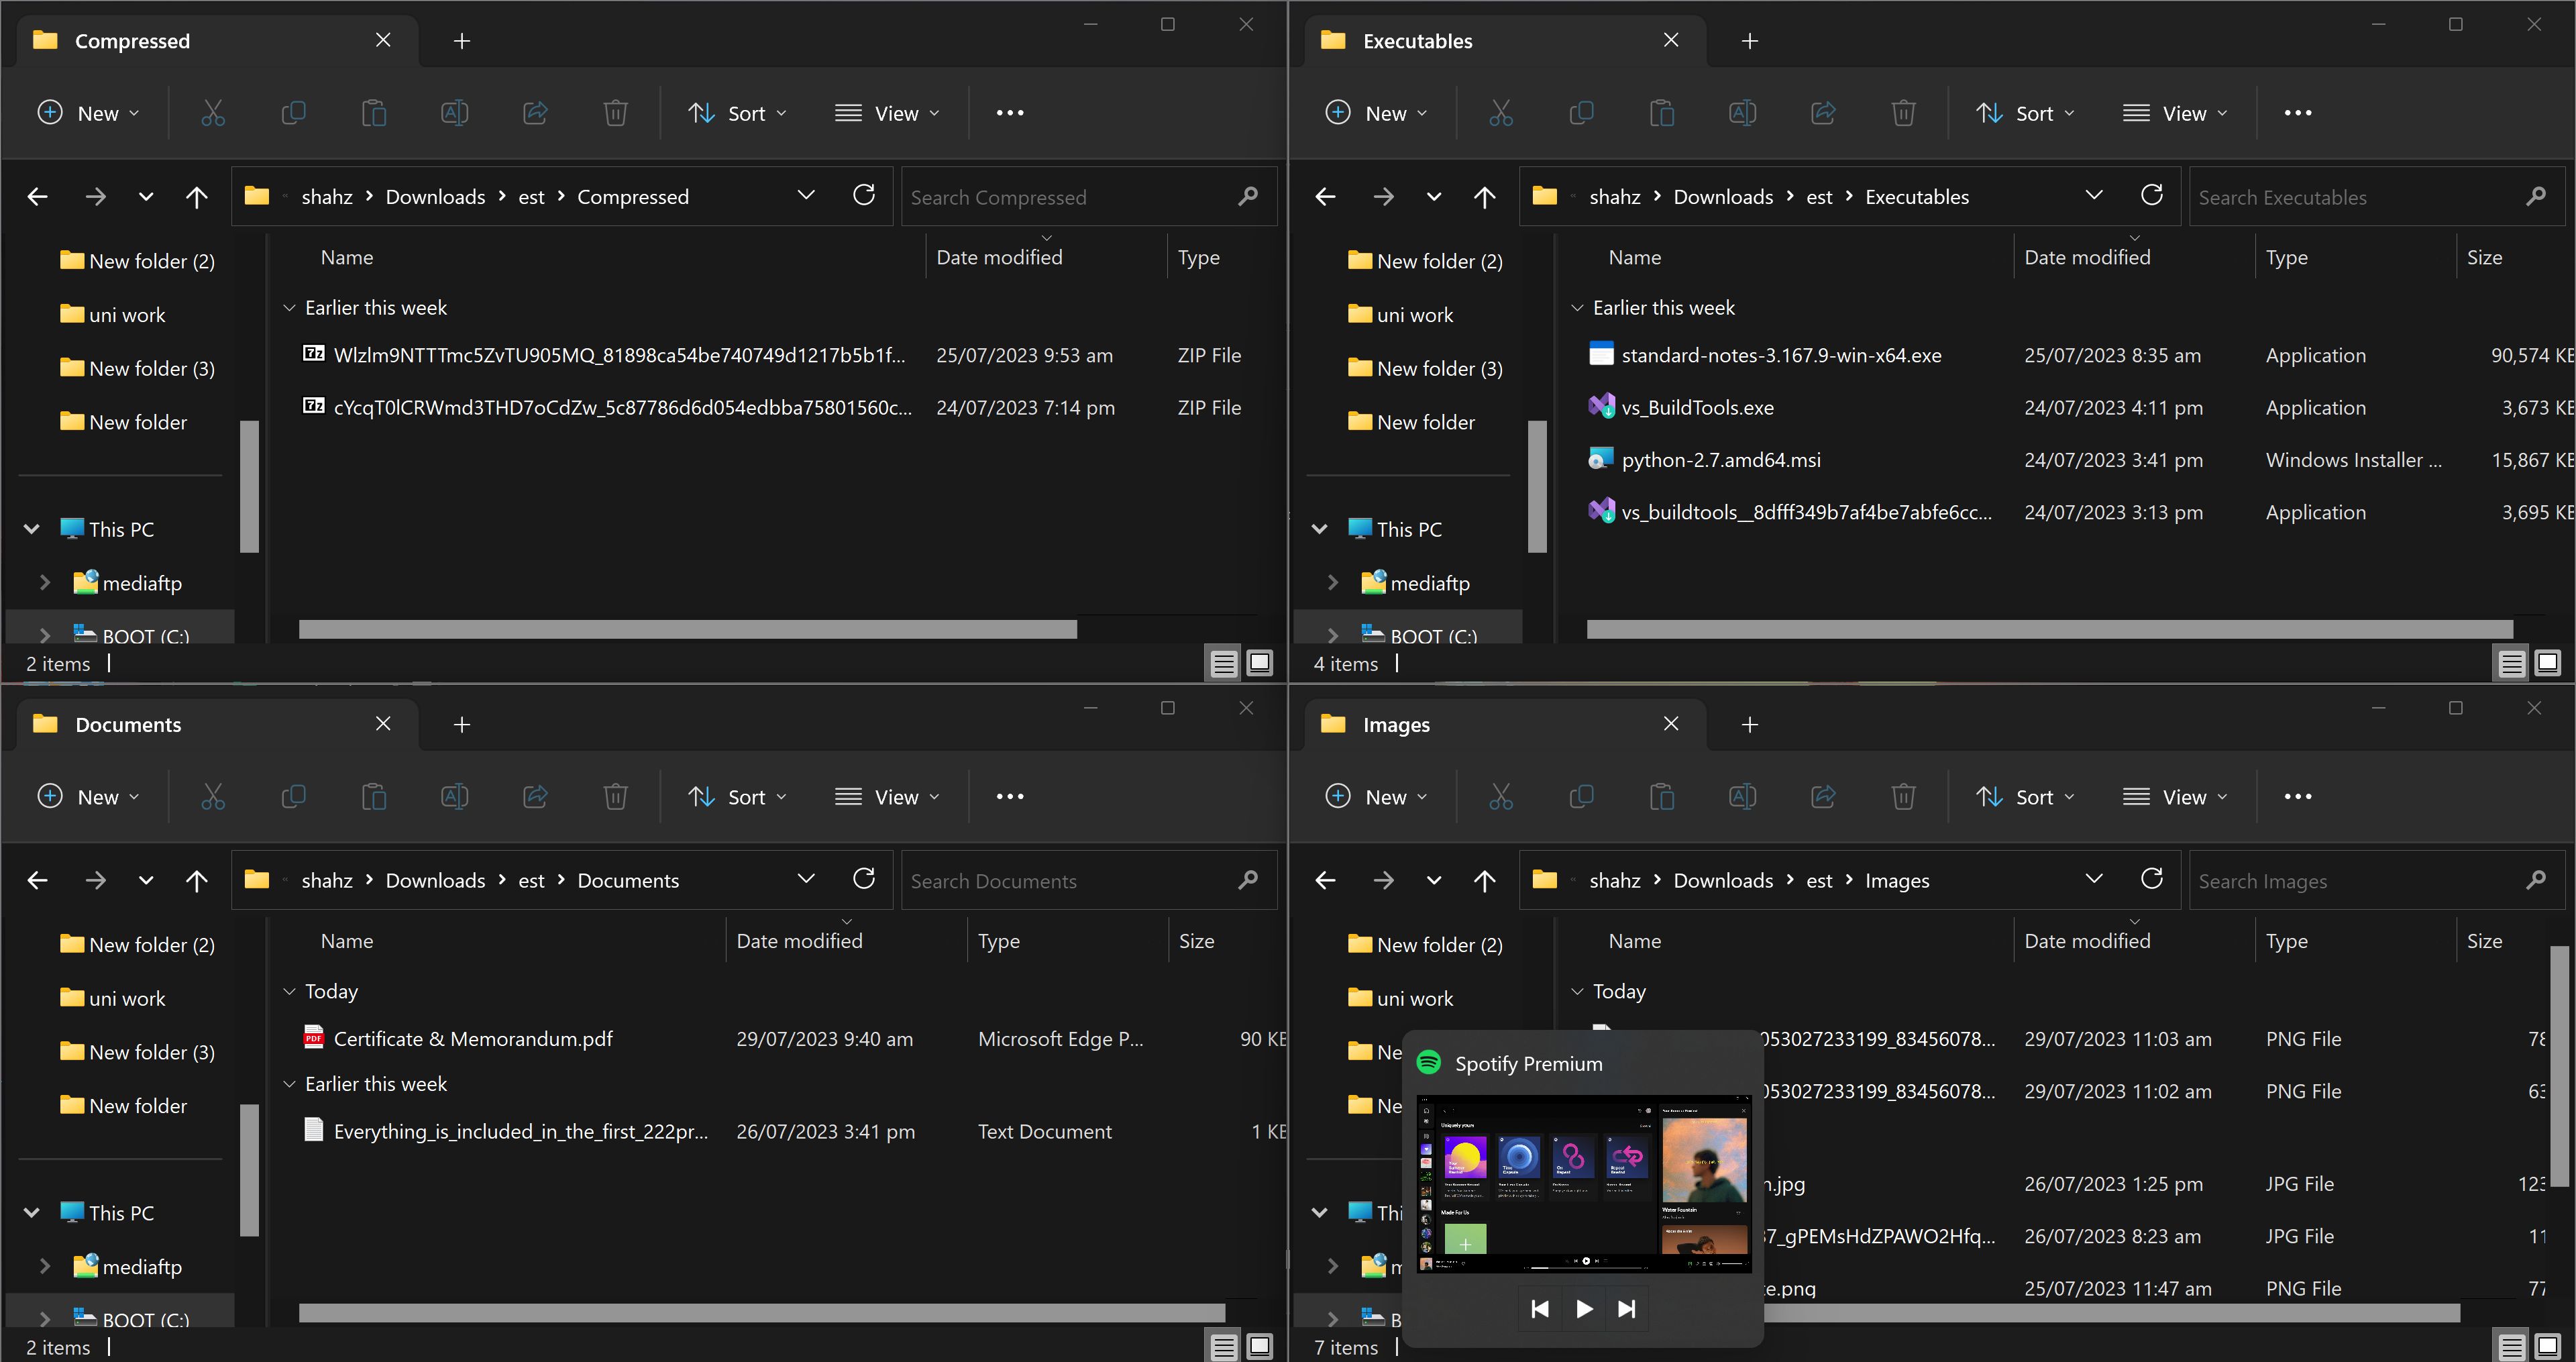 Compressed
New
Sort
View
shahz > Downloads > est > Compressed
Search Compressed
New folder (2)
uni work
New folder (3)
New folder
This PC
mediaftp
BOOT (C:)
Name Date modified Type
Earlier this week
Wlzlm9NTTTmc5ZvTU905MQ_81898ca54be740749d1217b5b1f... 25/07/2023 9:53 am ZIP File
cYcqT0lCRWmd3THD7oCdZw_5c87786d6d054edbba75801560c... 24/07/2023 7:14 pm ZIP File
2 items
Executables
New
Sort
View
shahz > Downloads > est > Executables
Search Executables
New folder (2)
uni work
New folder (3)
New folder
This PC
mediaftp
BOOT (C:)
Name Date modified Type Size
Earlier this week
standard-notes-3.167.9-win-x64.exe 25/07/2023 8:35 am Application 90,574 KB
vs_BuildTools.exe 24/07/2023 4:11 pm Application 3,673 KB
python-2.7.amd64.msi 24/07/2023 3:41 pm Windows Installer ... 15,867 KB
vs_buildtools__8dfff349b7af4be7abfe6cc... 24/07/2023 3:13 pm Application 3,695 KB
4 items
Documents
New
Sort
View
shahz > Downloads > est > Documents
Search Documents
New folder (2)
uni work
New folder (3)
New folder
This PC
mediaftp
BOOT (C:)
Name Date modified Type Size
Today
Certificate & Memorandum.pdf 29/07/2023 9:40 am Microsoft Edge P... 90 KB
Earlier this week
Everything_is_included_in_the_first_222pr... 26/07/2023 3:41 pm Text Document 1 KB
2 items
Images
New
Sort
View
shahz > Downloads > est > Images
Search Images
New folder (2)
uni work
Ne
Ne
Thi
m
B
Name Date modified Type Size
Today
053027233199_83456078... 29/07/2023 11:03 am PNG File 78
053027233199_83456078... 29/07/2023 11:02 am PNG File 63
.jpg 26/07/2023 1:25 pm JPG File 123
7_gPEMsHdZPAWO2Hfq... 26/07/2023 8:23 am JPG File 11
e.png 25/07/2023 11:47 am PNG File 77
7 items
Spotify Premium
Uniquely yours
Made For Us
Water Fountain